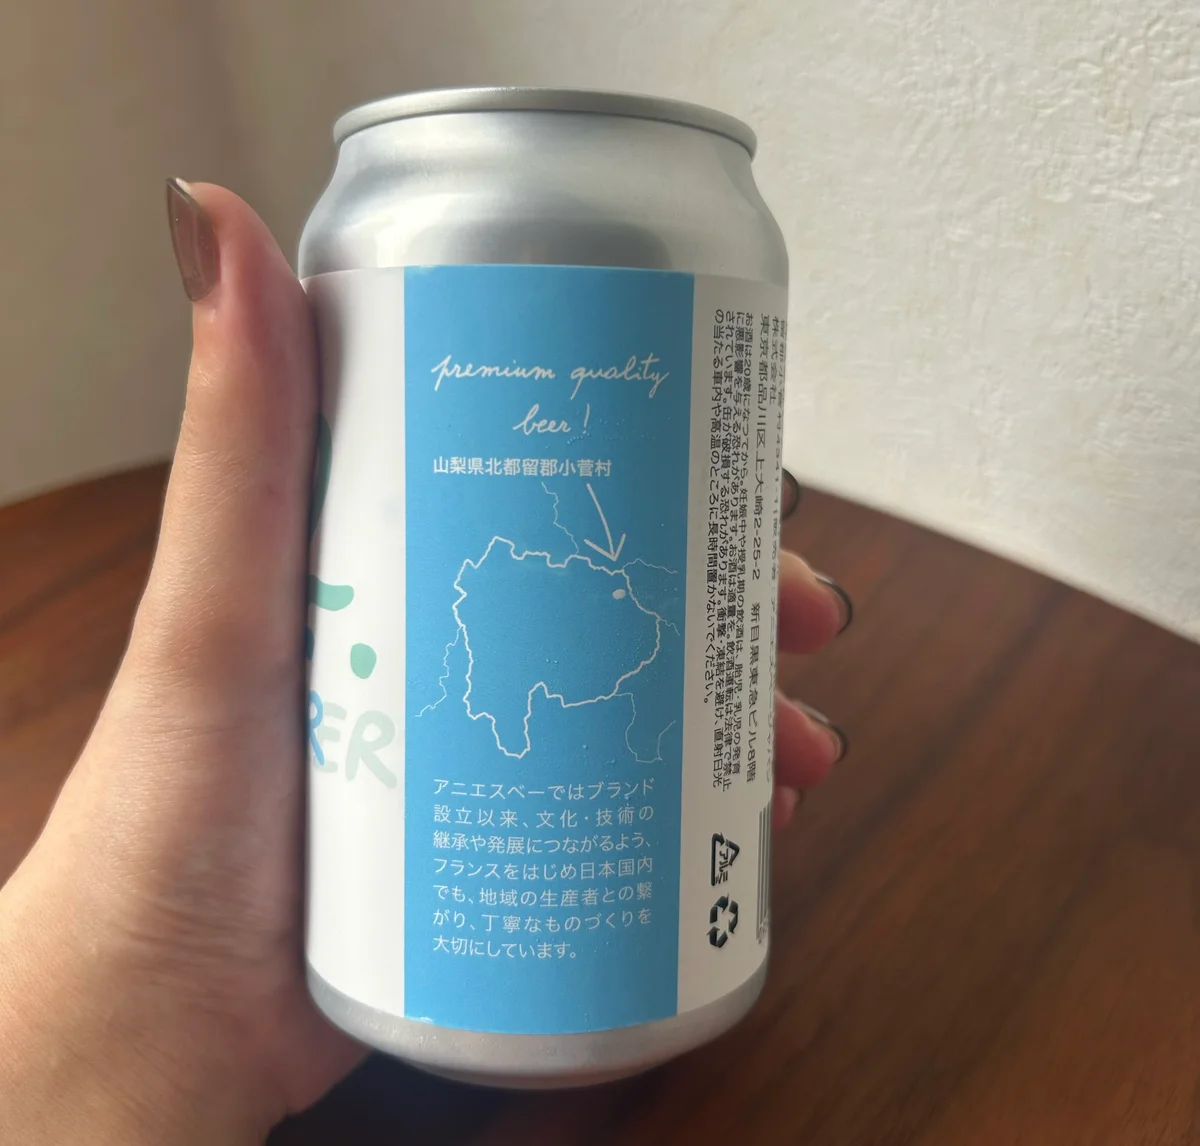 premium quality
beer!
山梨県北都留郡小菅村
アニエスベーではブランド
設立以来、文化・技術の
継承や発展につながるよう、
フランスをはじめ日本国内
でも、地域の生産者との繋
がり、丁寧なものづくりを
大切にしています。
株式会社
東京都品川区上大崎2-25-2 新目黒東急ビル8階
お酒は20歳になってから。妊娠中や授乳期の飲酒は、胎児・乳児の発育
に悪影響を与える恐れがあります。お酒は適量を。飲酒運転は法律で禁止
されています。缶が破損する恐れがあります。衝撃・凍結を避け、直射日光
の当たる車内や高温のところに長時間置かないでください。
アルミ
ER